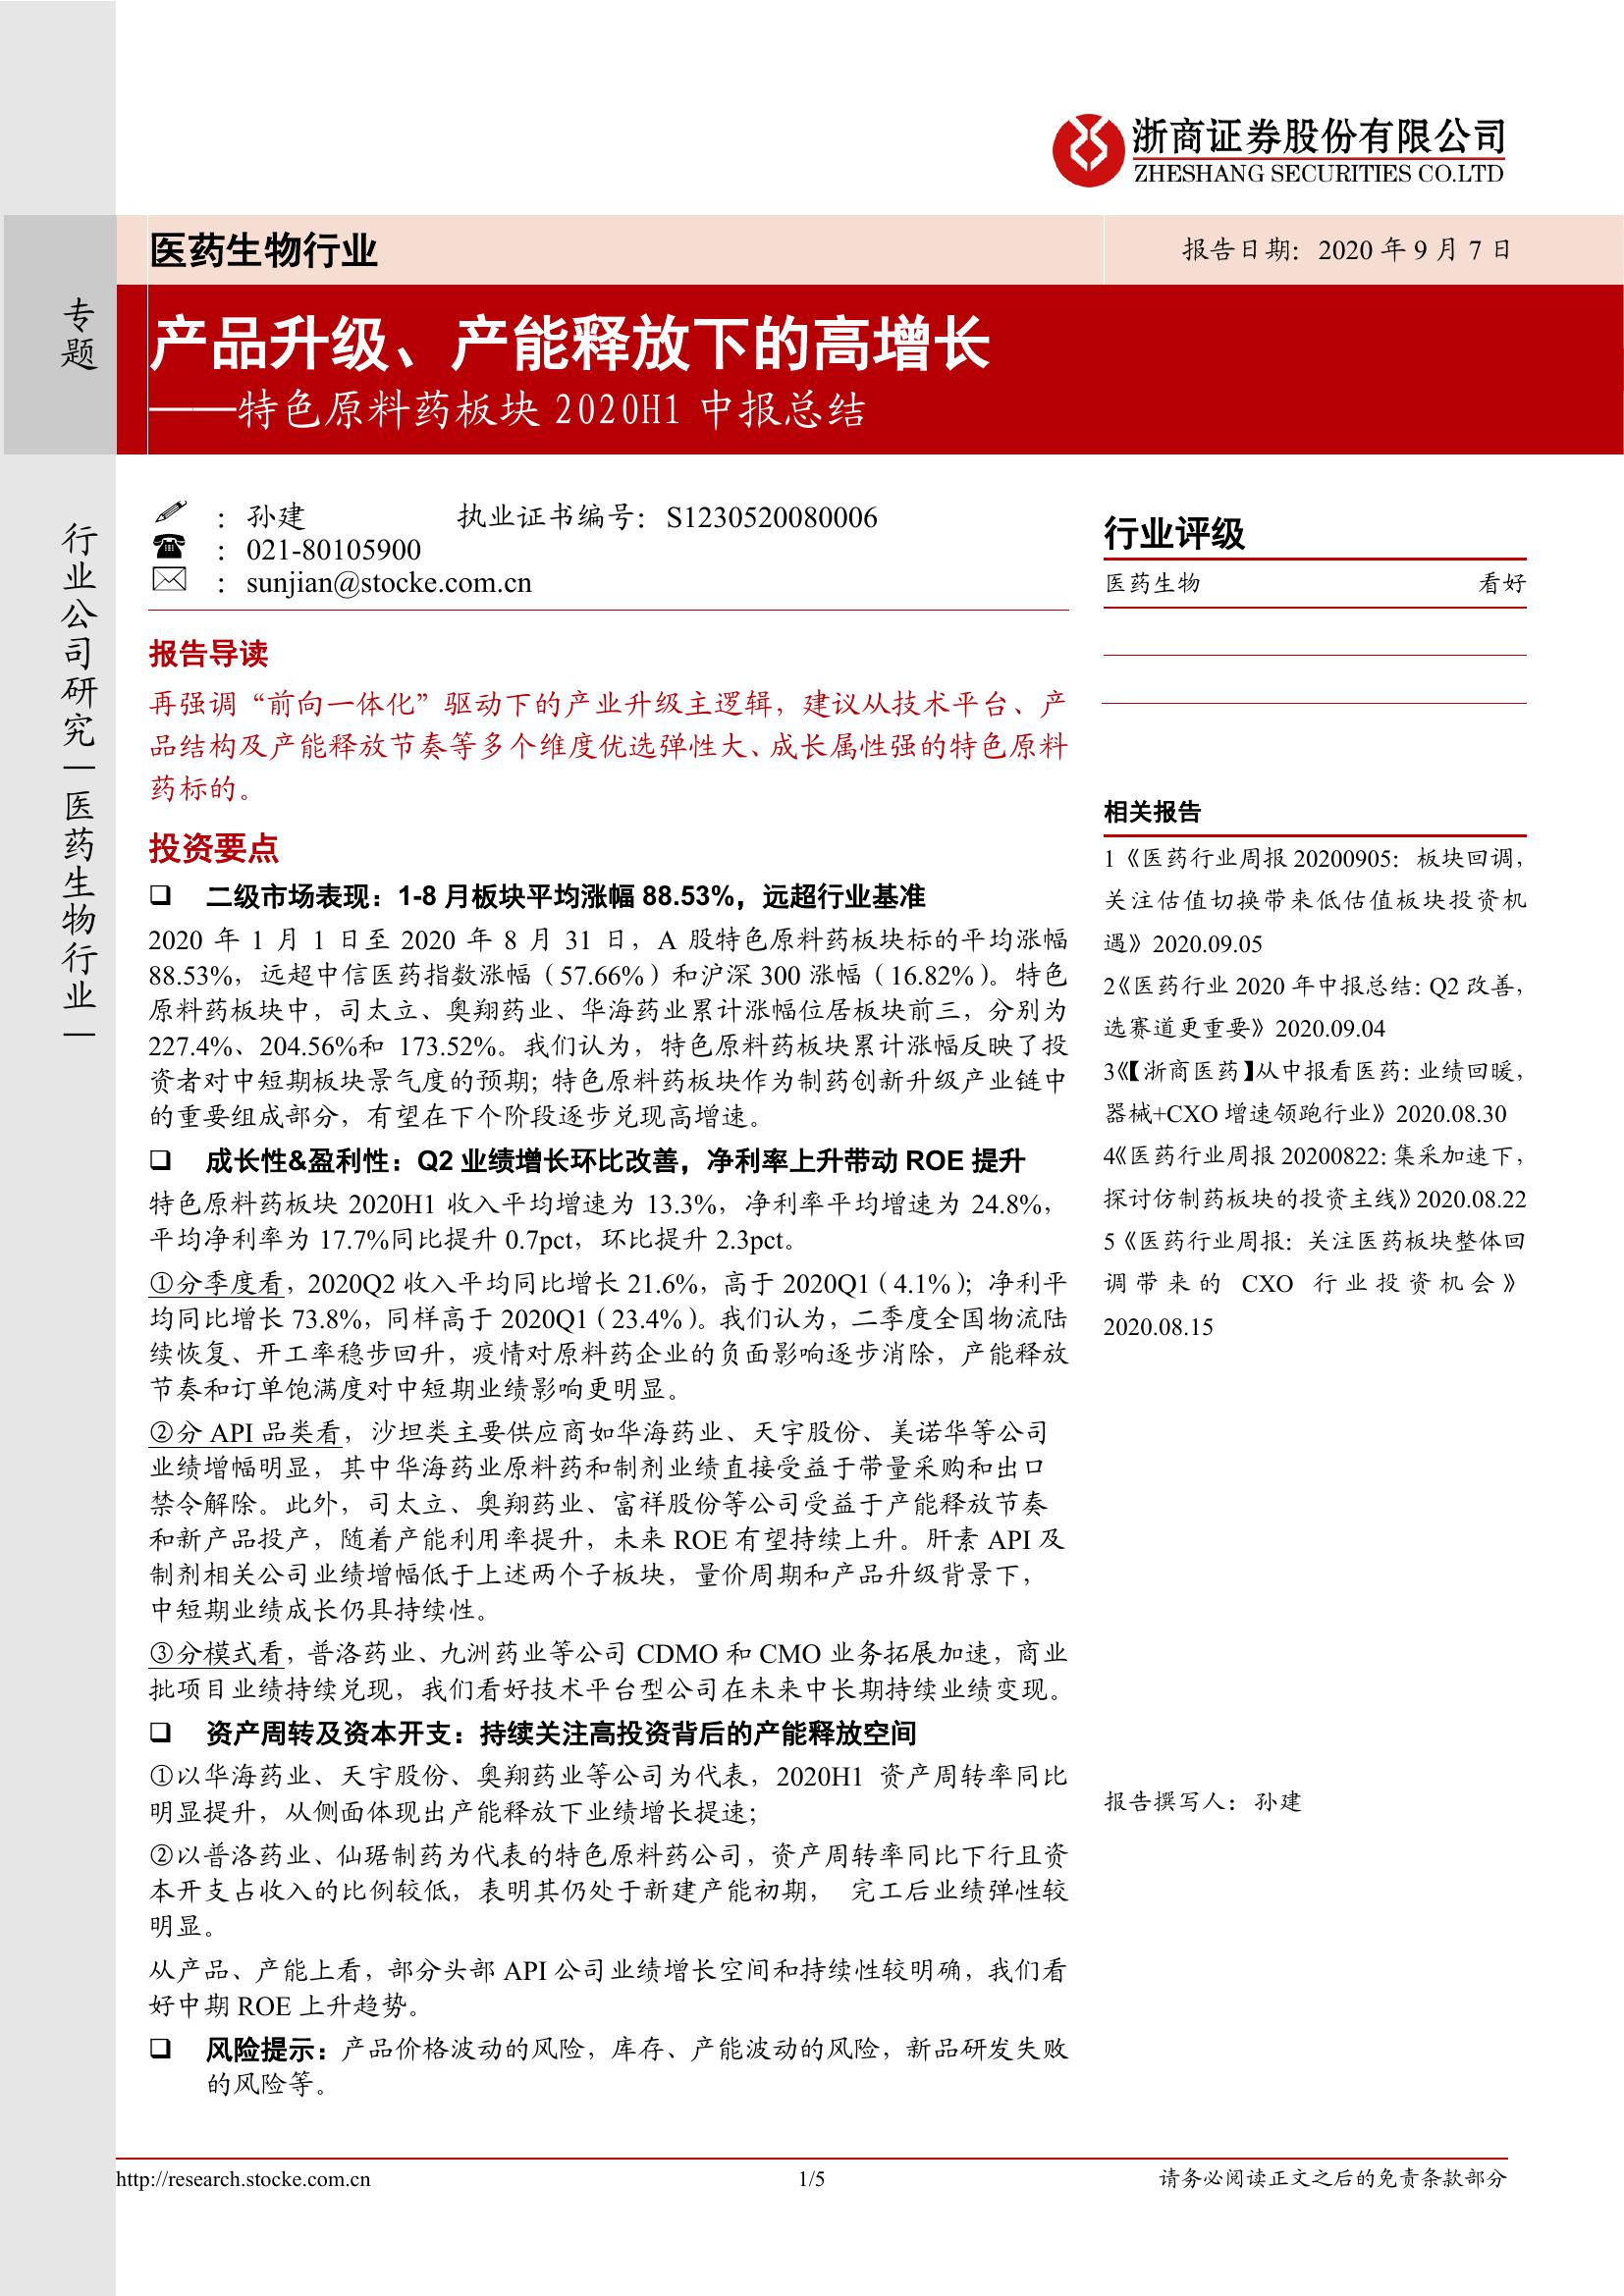 浙商证券股份有限公司
ZHESHANG SECURITIES CO.LTD
医药生物行业
报告日期：2020 年 9 月 7 日
专题
产品升级、产能释放下的高增长
——特色原料药板块 2020H1 中报总结
行业公司研究｜医药生物行业｜
：孙建 执业证书编号：S1230520080006
：021-80105900
：sunjian@stocke.com.cn
报告导读
再强调“前向一体化”驱动下的产业升级主逻辑，建议从技术平台、产
品结构及产能释放节奏等多个维度优选弹性大、成长属性强的特色原料
药标的。
投资要点
❑ 二级市场表现：1-8 月板块平均涨幅 88.53%，远超行业基准
2020 年 1 月 1 日至 2020 年 8 月 31 日，A 股特色原料药板块标的平均涨幅
88.53%，远超中信医药指数涨幅（57.66%）和沪深 300 涨幅（16.82%）。特色
原料药板块中，司太立、奥翔药业、华海药业累计涨幅位居板块前三，分别为
227.4%、204.56%和 173.52%。我们认为，特色原料药板块累计涨幅反映了投
资者对中短期板块景气度的预期；特色原料药板块作为制药创新升级产业链中
的重要组成部分，有望在下个阶段逐步兑现高增速。
❑ 成长性&盈利性：Q2 业绩增长环比改善，净利率上升带动 ROE 提升
特色原料药板块 2020H1 收入平均增速为 13.3%，净利率平均增速为 24.8%，
平均净利率为 17.7%同比提升 0.7pct，环比提升 2.3pct。
①分季度看，2020Q2 收入平均同比增长 21.6%，高于 2020Q1（4.1%）；净利平
均同比增长 73.8%，同样高于 2020Q1（23.4%）。我们认为，二季度全国物流陆
续恢复、开工率稳步回升，疫情对原料药企业的负面影响逐步消除，产能释放
节奏和订单饱满度对中短期业绩影响更明显。
②分 API 品类看，沙坦类主要供应商如华海药业、天宇股份、美诺华等公司
业绩增幅明显，其中华海药业原料药和制剂业绩直接受益于带量采购和出口
禁令解除。此外，司太立、奥翔药业、富祥股份等公司受益于产能释放节奏
和新产品投产，随着产能利用率提升，未来 ROE 有望持续上升。肝素 API 及
制剂相关公司业绩增幅低于上述两个子板块，量价周期和产品升级背景下，
中短期业绩成长仍具持续性。
③分模式看，普洛药业、九洲药业等公司 CDMO 和 CMO 业务拓展加速，商业
批项目业绩持续兑现，我们看好技术平台型公司在未来中长期持续业绩变现。
❑ 资产周转及资本开支：持续关注高投资背后的产能释放空间
①以华海药业、天宇股份、奥翔药业等公司为代表，2020H1 资产周转率同比
明显提升，从侧面体现出产能释放下业绩增长提速；
②以普洛药业、仙琚制药为代表的特色原料药公司，资产周转率同比下行且资
本开支占收入的比例较低，表明其仍处于新建产能初期， 完工后业绩弹性较
明显。
从产品、产能上看，部分头部 API 公司业绩增长空间和持续性较明确，我们看
好中期 ROE 上升趋势。
❑ 风险提示：产品价格波动的风险，库存、产能波动的风险，新品研发失败
的风险等。
行业评级
医药生物 看好
相关报告
1《医药行业周报 20200905：板块回调，
关注估值切换带来低估值板块投资机
遇》2020.09.05
2《医药行业 2020 年中报总结：Q2 改善，
选赛道更重要》2020.09.04
3《【浙商医药】从中报看医药：业绩回暖，
器械+CXO 增速领跑行业》2020.08.30
4《医药行业周报 20200822：集采加速下，
探讨仿制药板块的投资主线》2020.08.22
5《医药行业周报：关注医药板块整体回
调带来的 CXO 行业投资机会》
2020.08.15
报告撰写人：孙建
http://research.stocke.com.cn
1/5
请务必阅读正文之后的免责条款部分